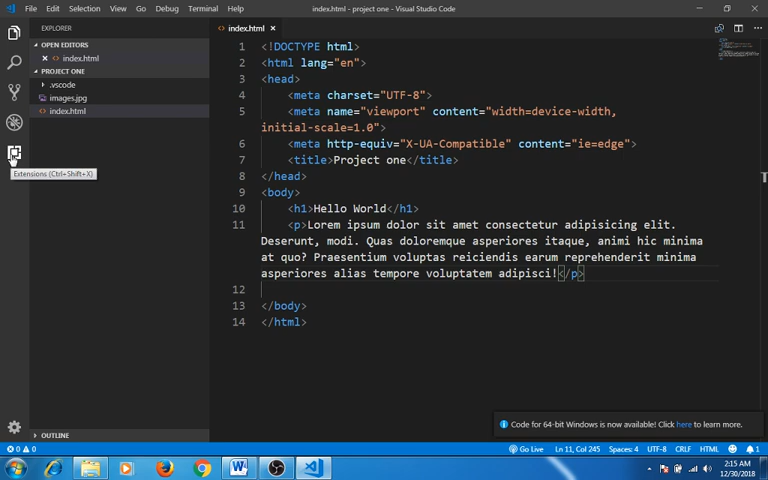 File Edit Selection View Go Debug Terminal Help
index.html - project one - Visual Studio Code
EXPLORER
OPEN EDITORS
index.html
PROJECT ONE
.vscode
images.jpg
index.html
Extensions (Ctrl+Shift+X)
OUTLINE
index.html
1 <!DOCTYPE html>
2 <html lang="en">
3 <head>
4 <meta charset="UTF-8">
5 <meta name="viewport" content="width=device-width,
initial-scale=1.0">
6 <meta http-equiv="X-UA-Compatible" content="ie=edge">
7 <title>Project one</title>
8 </head>
9 <body>
10 <h1>Hello World</h1>
11 <p>Lorem ipsum dolor sit amet consectetur adipisicing elit.
Deserunt, modi. Quas doloremque asperiores itaque, animi hic minima
at quo? Praesentium voluptas reiciendis earum reprehenderit minima
asperiores alias tempore voluptatem adipisci!</p>
12
13 </body>
14 </html>
Code for 64-bit Windows is now available! Click here to learn more.
0 0
Go Live Ln 11, Col 245 Spaces: 4 UTF-8 CRLF HTML 1
2:15 AM
12/30/2018